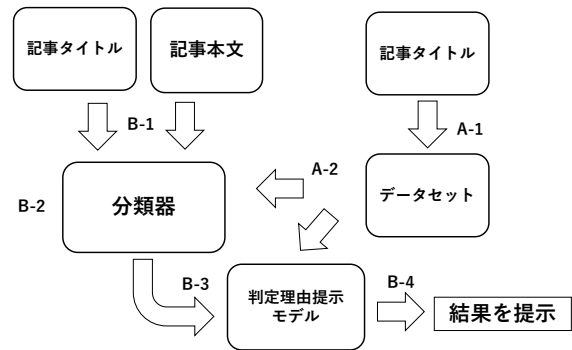 記事タイトル
記事本文
記事タイトル
B-1
A-1
A-2
B-2
分類器
データセット
B-3
判定理由提示
モデル
B-4
結果を提示